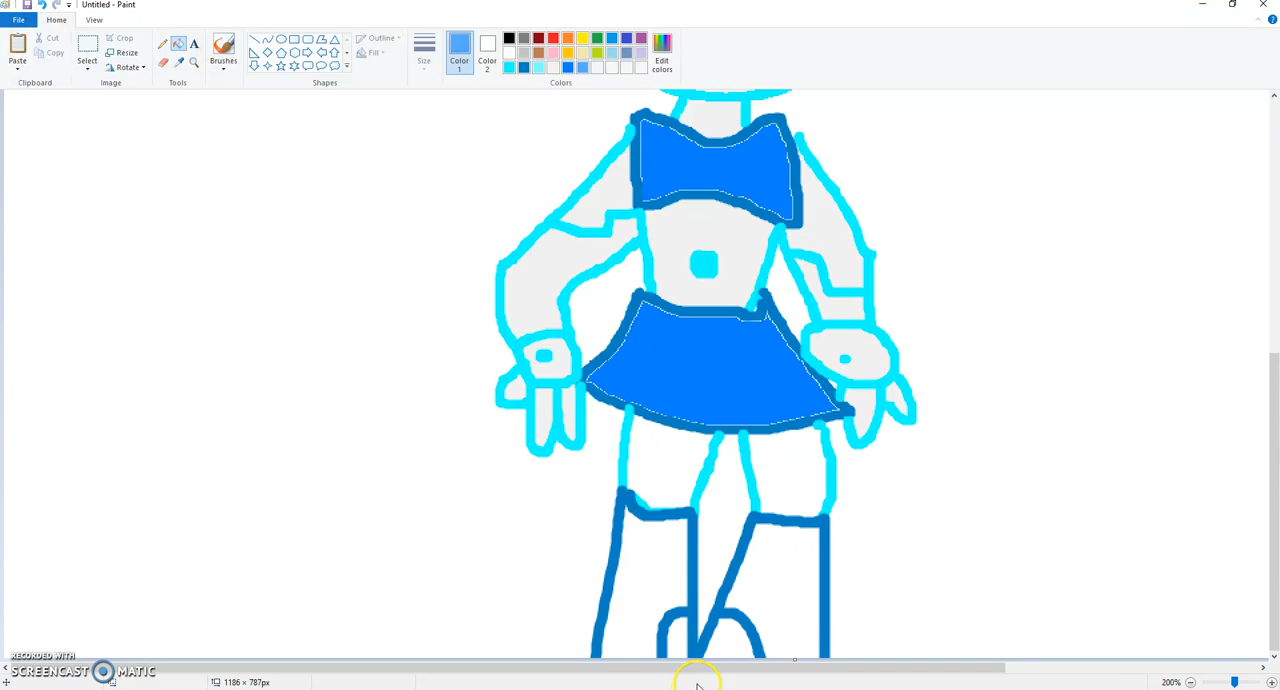 Untitled - Paint
File Home View
Paste Cut Copy Clipboard
Select Crop Resize Rotate Image
A Tools
Brushes
Shapes Outline Fill
Size
Color 1
Color 2
Edit colors
Colors
RECORDED WITH
SCREENCAST MATIC
1186 × 787px
200%